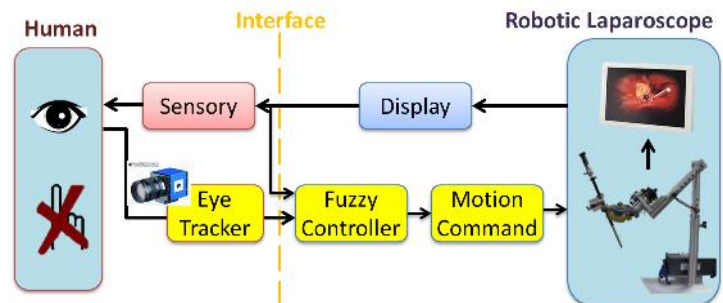 Human
Interface
Robotic Laparoscope
Sensory
Display
Eye
Tracker
Fuzzy
Controller
Motion
Command